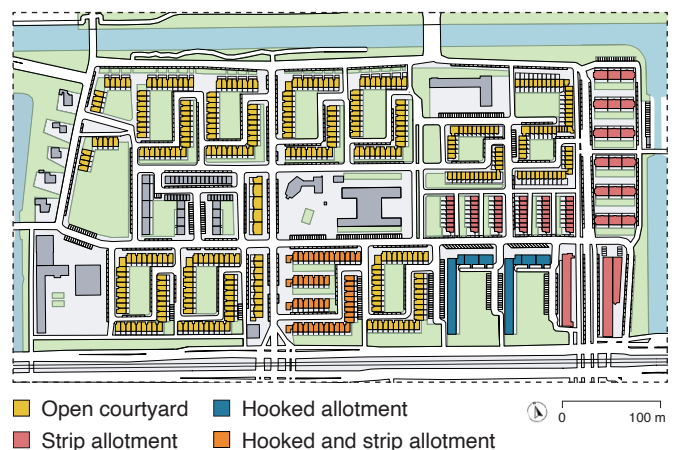 Open courtyard
Hooked allotment
0
100 m
Strip allotment
Hooked and strip allotment